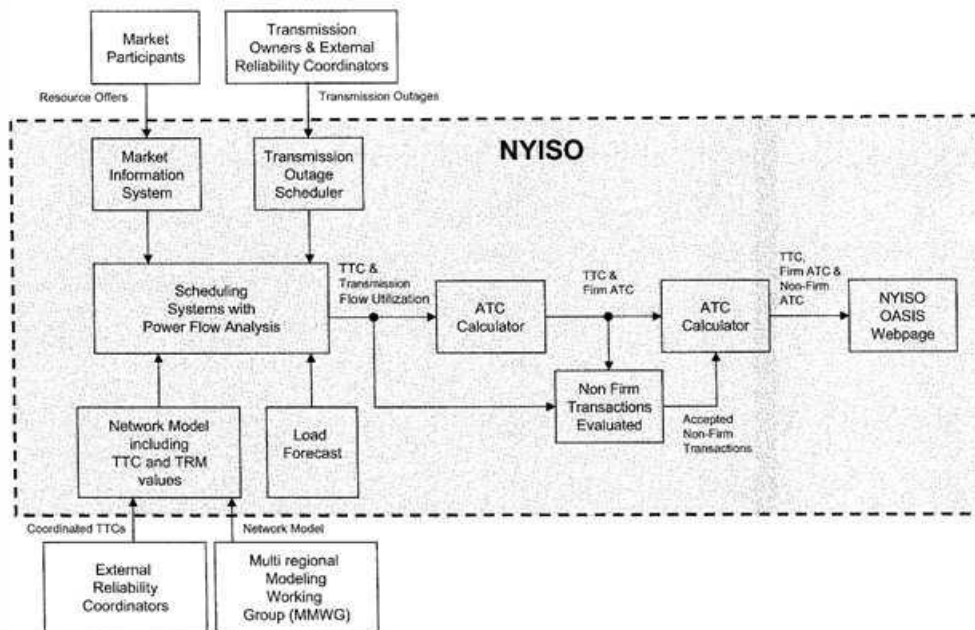 Market
Participants
Transmission
Owners & External
Reliability Coordinators
Resource Offers
Transmission Outages
NYISO
Market
Information
System
Transmission
Outage
Scheduler
Scheduling
Systems with
Power Flow Analysis
TTC &
Transmission
Flow Utilization
ATC
Calculator
TTC &
Firm ATC
ATC
Calculator
TTC,
Firm ATC &
Non-Firm
ATC
NYISO
OASIS
Webpage
Non Firm
Transactions
Evaluated
Accepted
Non-Firm
Transactions
Network Model
including
TTC and TRM
values
Load
Forecast
Coordinated TTCs
Network Model
External
Reliability
Coordinators
Multi regional
Modeling
Working
Group (MMWG)